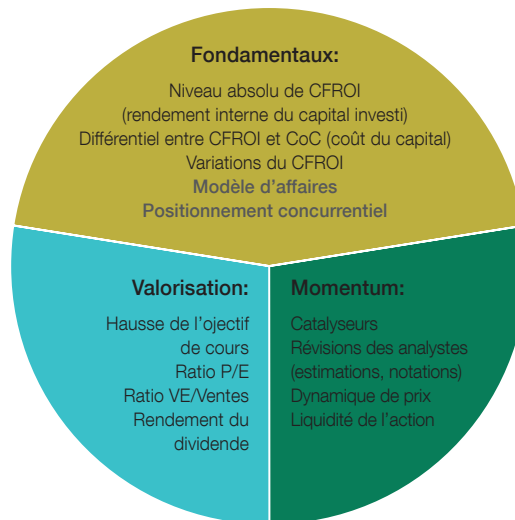 Fondamentaux:
Niveau absolu de CFROI
(rendement interne du capital investi)
Différentiel entre CFROI et CoC (coût du capital)
Variations du CFROI
Modèle d'affaires
Positionnement concurrentiel
Valorisation:
Hausse de l'ojectif
de cours
Ratio P/E
Ratio VE/Ventes
Rendement du
dividende
Momentum:
Catalyseurs
Révisions des analystes
(estimations, notations)
Dynamique de prix
Liquidité de l'action